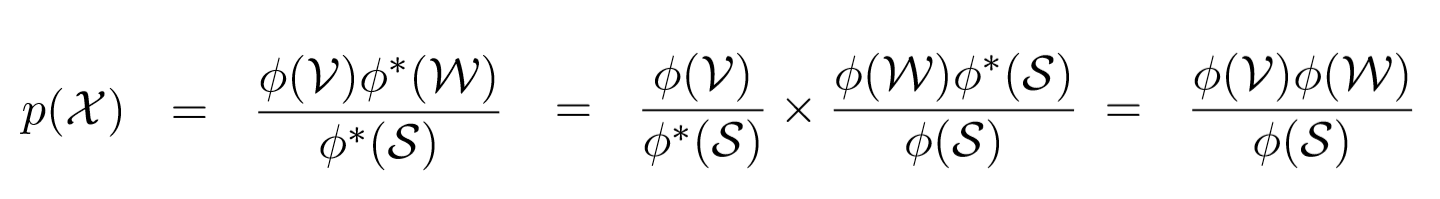 p(𝒳) = ϕ(𝒱)ϕ*(𝒲) / ϕ*(𝒮) = ϕ(𝒱) / ϕ*(𝒮) × ϕ(𝒲)ϕ*(𝒮) / ϕ(𝒮) = ϕ(𝒱)ϕ(𝒲) / ϕ(𝒮)